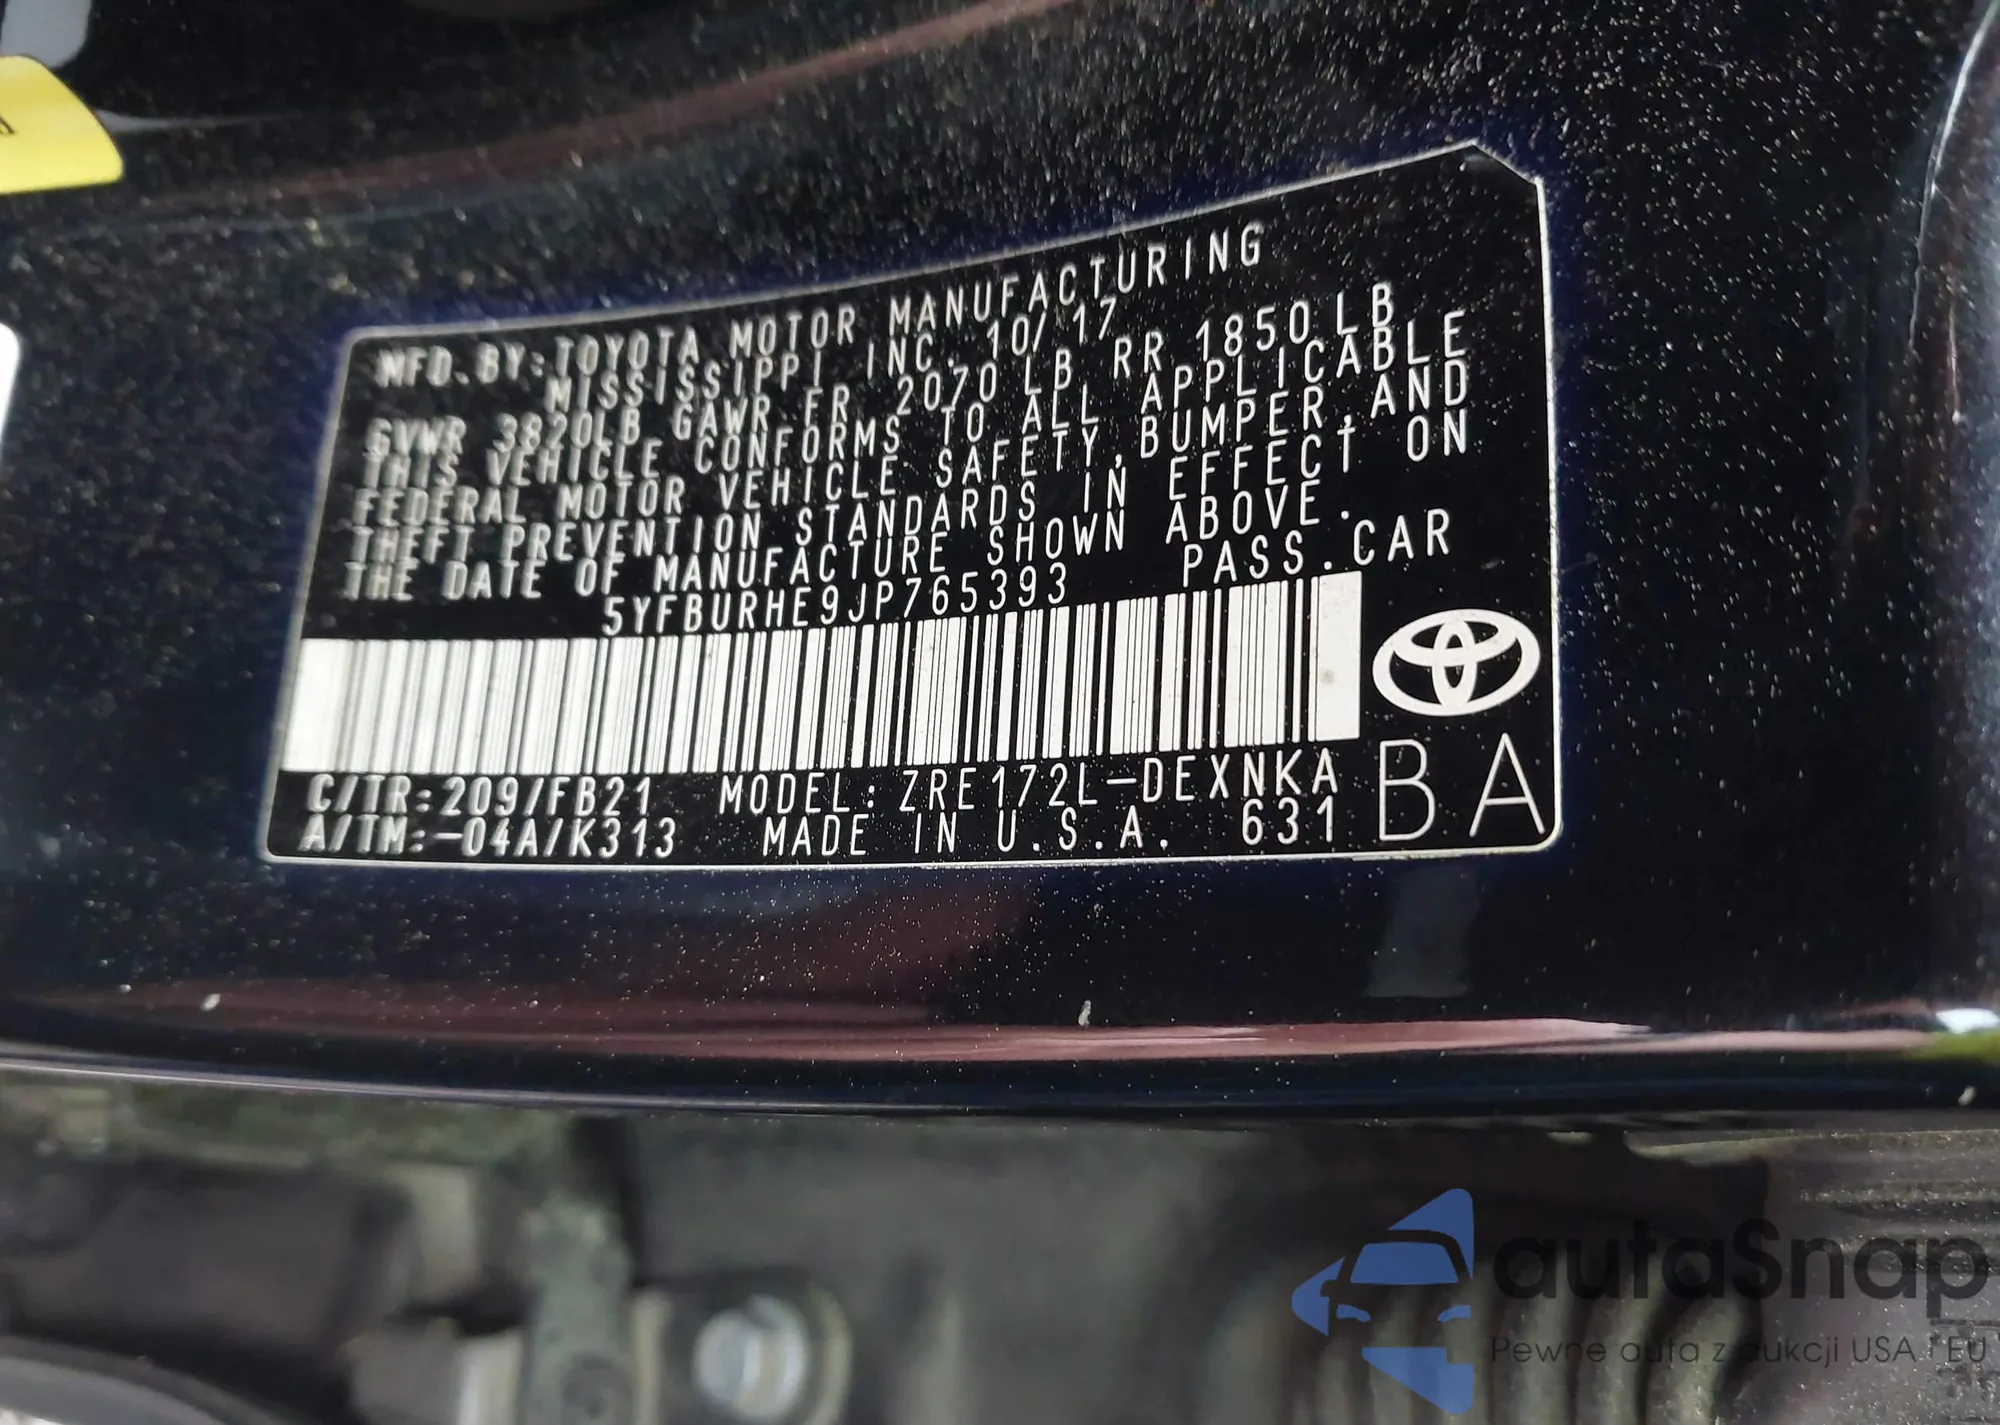 MFD. BY: TOYOTA MOTOR MANUFACTURING
MISSISSIPPI, INC. 10/17
GVWR 3820LB GAWR FR 2070 LB RR 1850 LB
THIS VEHICLE CONFORMS TO ALL APPLICABLE
FEDERAL MOTOR VEHICLE SAFETY, BUMPER, AND
THEFT PREVENTION STANDARDS IN EFFECT ON
THE DATE OF MANUFACTURE SHOWN ABOVE.
5YFBURHE9JP765393 PASS. CAR
C/TR: 209/FB21 MODEL: ZRE172L-DEXNKA
A/TM: -04A/K313 MADE IN U.S.A. 631
BA
autaSnap
Pewne auta z aukcji USA i EU